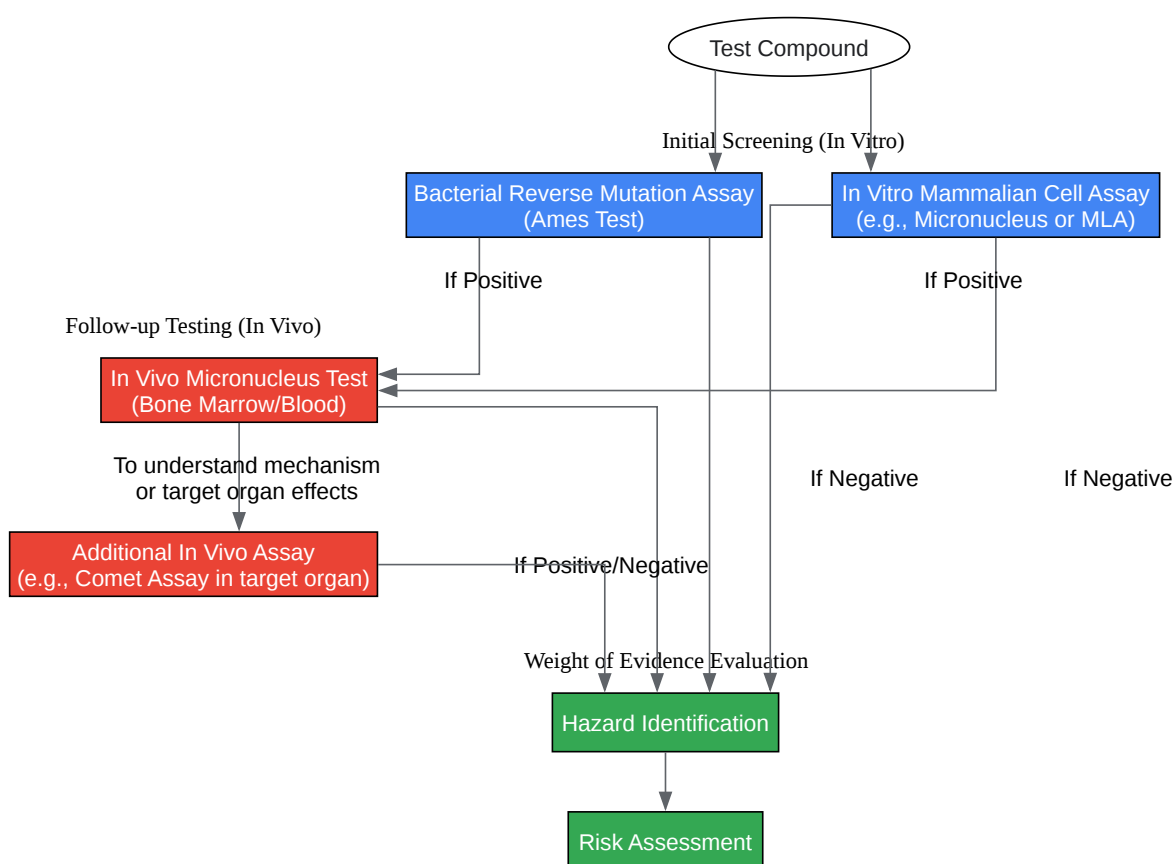 Test Compound
Initial Screening (In Vitro)
Bacterial Reverse Mutation Assay
(Ames Test)
In Vitro Mammalian Cell Assay
(e.g., Micronucleus or MLA)
If Positive
If Positive
Follow-up Testing (In Vivo)
In Vivo Micronucleus Test
(Bone Marrow/Blood)
To understand mechanism
or target organ effects
If Negative
If Negative
Additional In Vivo Assay
(e.g., Comet Assay in target organ)
If Positive/Negative
Weight of Evidence Evaluation
Hazard Identification
Risk Assessment